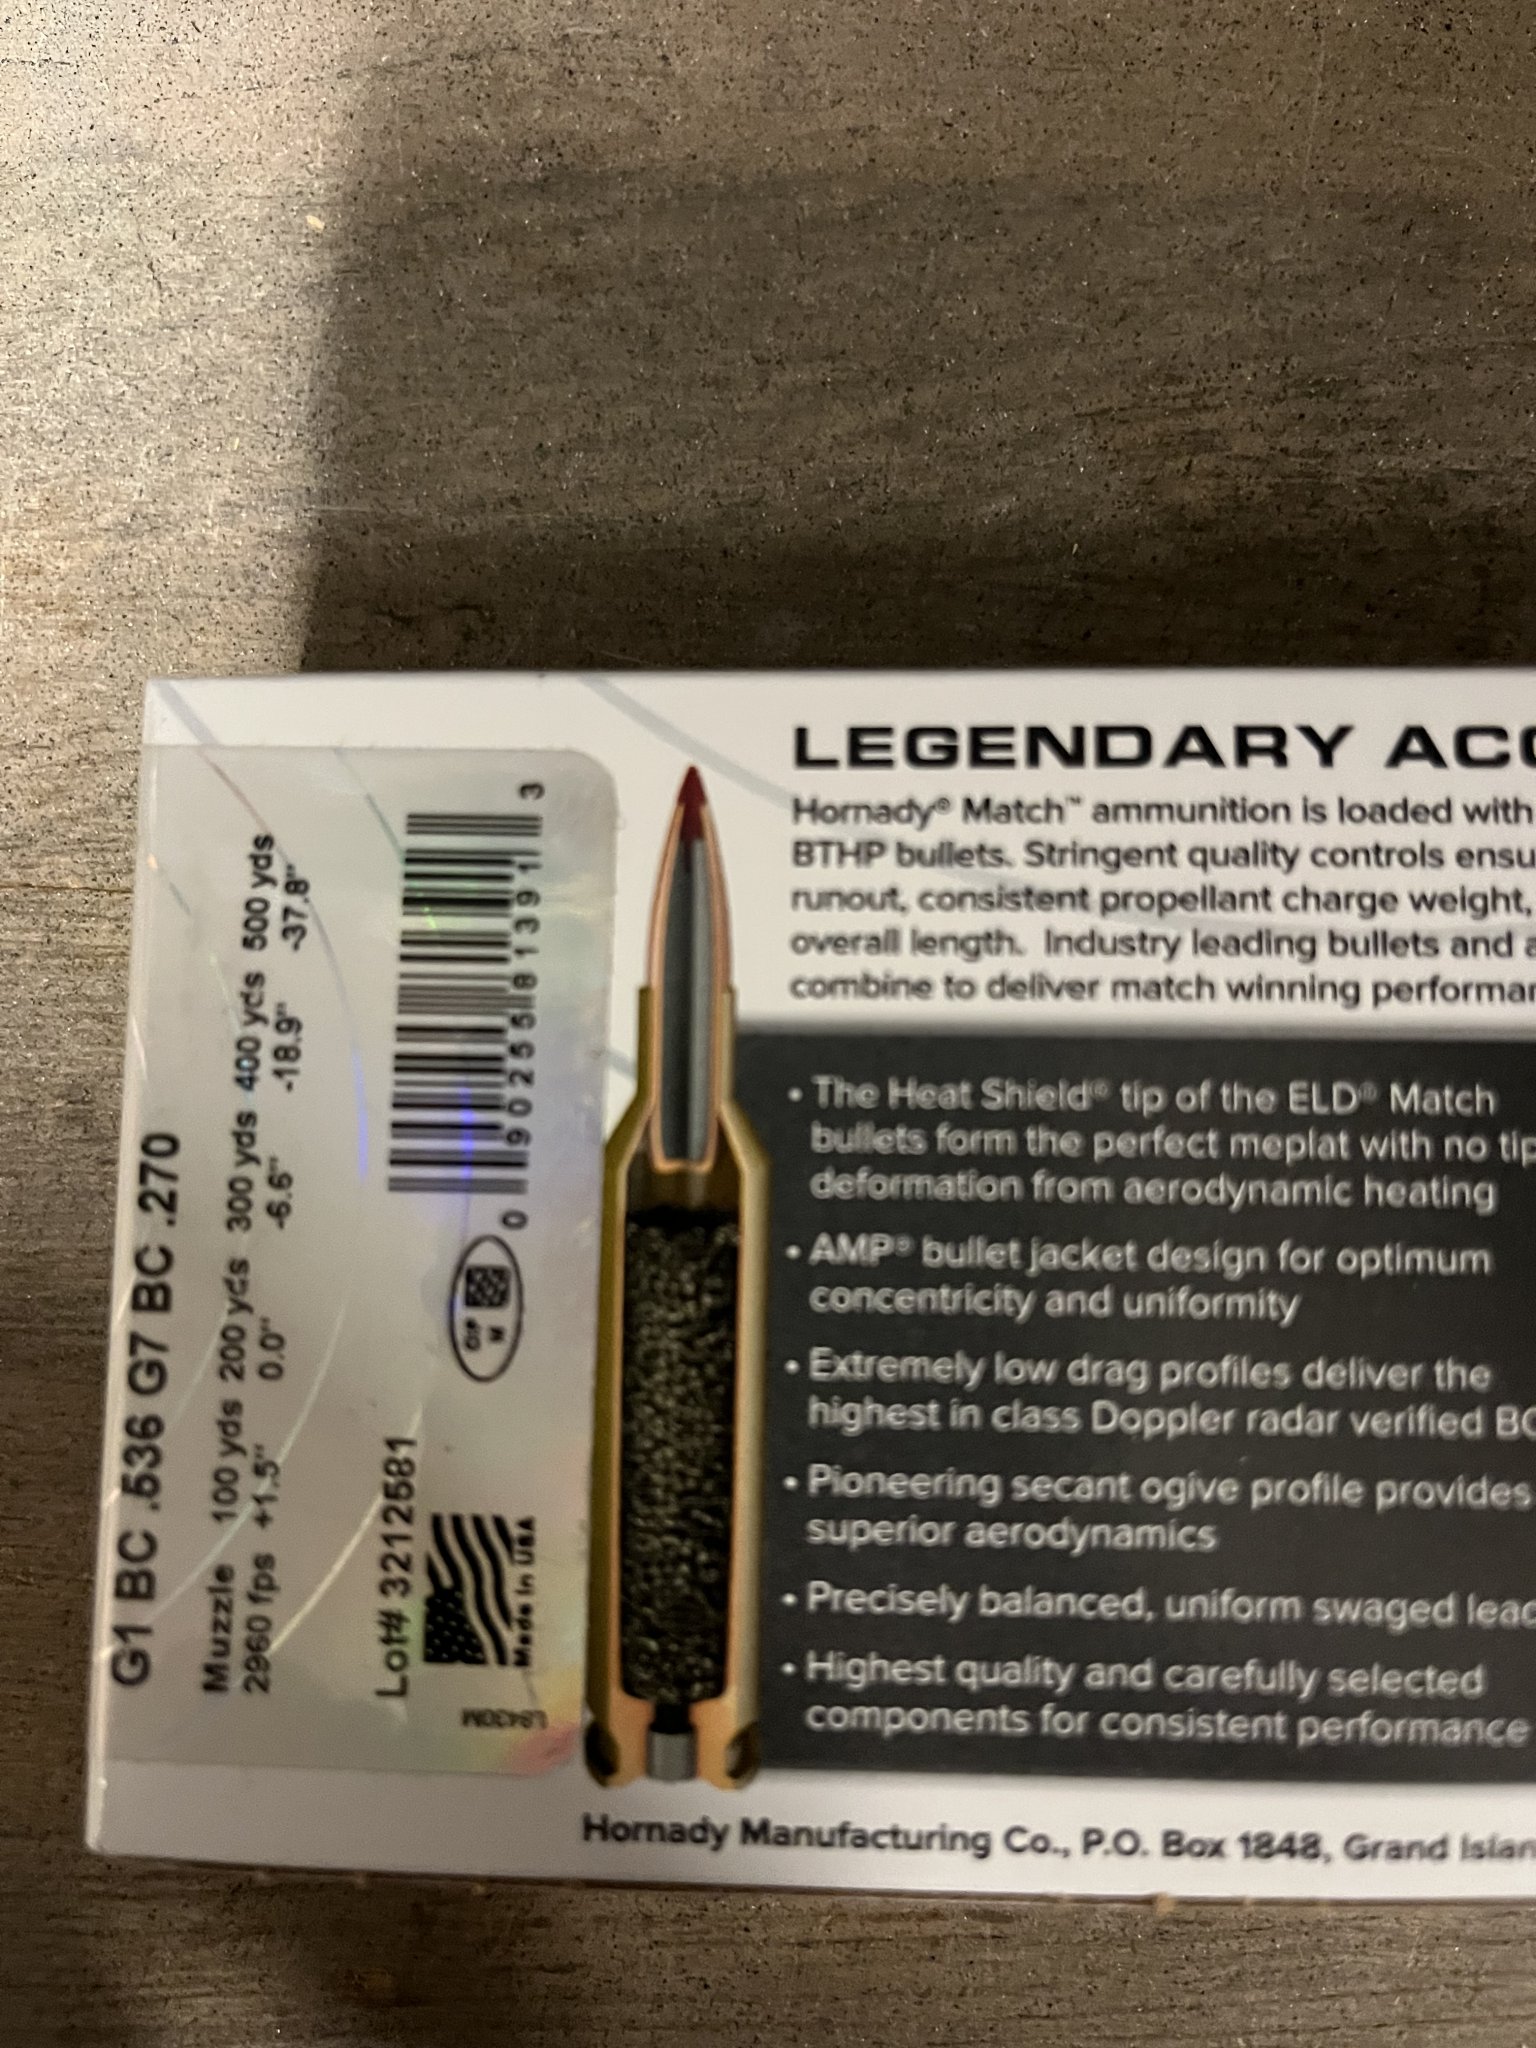 G1 BC .536 G7 BC .270
Muzzle 100 yds 200 yds 300 yds 400 yds 500 yds
2960 fps +1.5" 0.0" -6.6" -18.9" -37.8"
Lot# 3212581
Made in USA
L8430M
CIP
M
0 90255 81391 3
LEGENDARY
Hornady® Match™ ammunition is loaded with
BTHP bullets. Stringent quality controls
runout, consistent propellant charge weight,
overall length. Industry leading bullets and
combine to deliver match winning
• The Heat Shield® tip of the ELD® Match
bullets form the perfect meplat with no tip
deformation from aerodynamic heating
• AMP® bullet jacket design for optimum
concentricity and uniformity
• Extremely low drag profiles deliver the
highest in class Doppler radar verified
• Pioneering secant ogive profile provides
superior aerodynamics
• Precisely balanced, uniform swaged
• Highest quality and carefully selected
components for consistent performance
Hornady Manufacturing Co., P.O. Box 1848, Grand